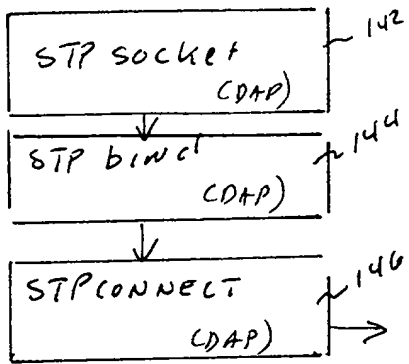 STP socket
(DAP)
142
STP bind
(DAP)
144
STPCONNECT
(DAP)
146